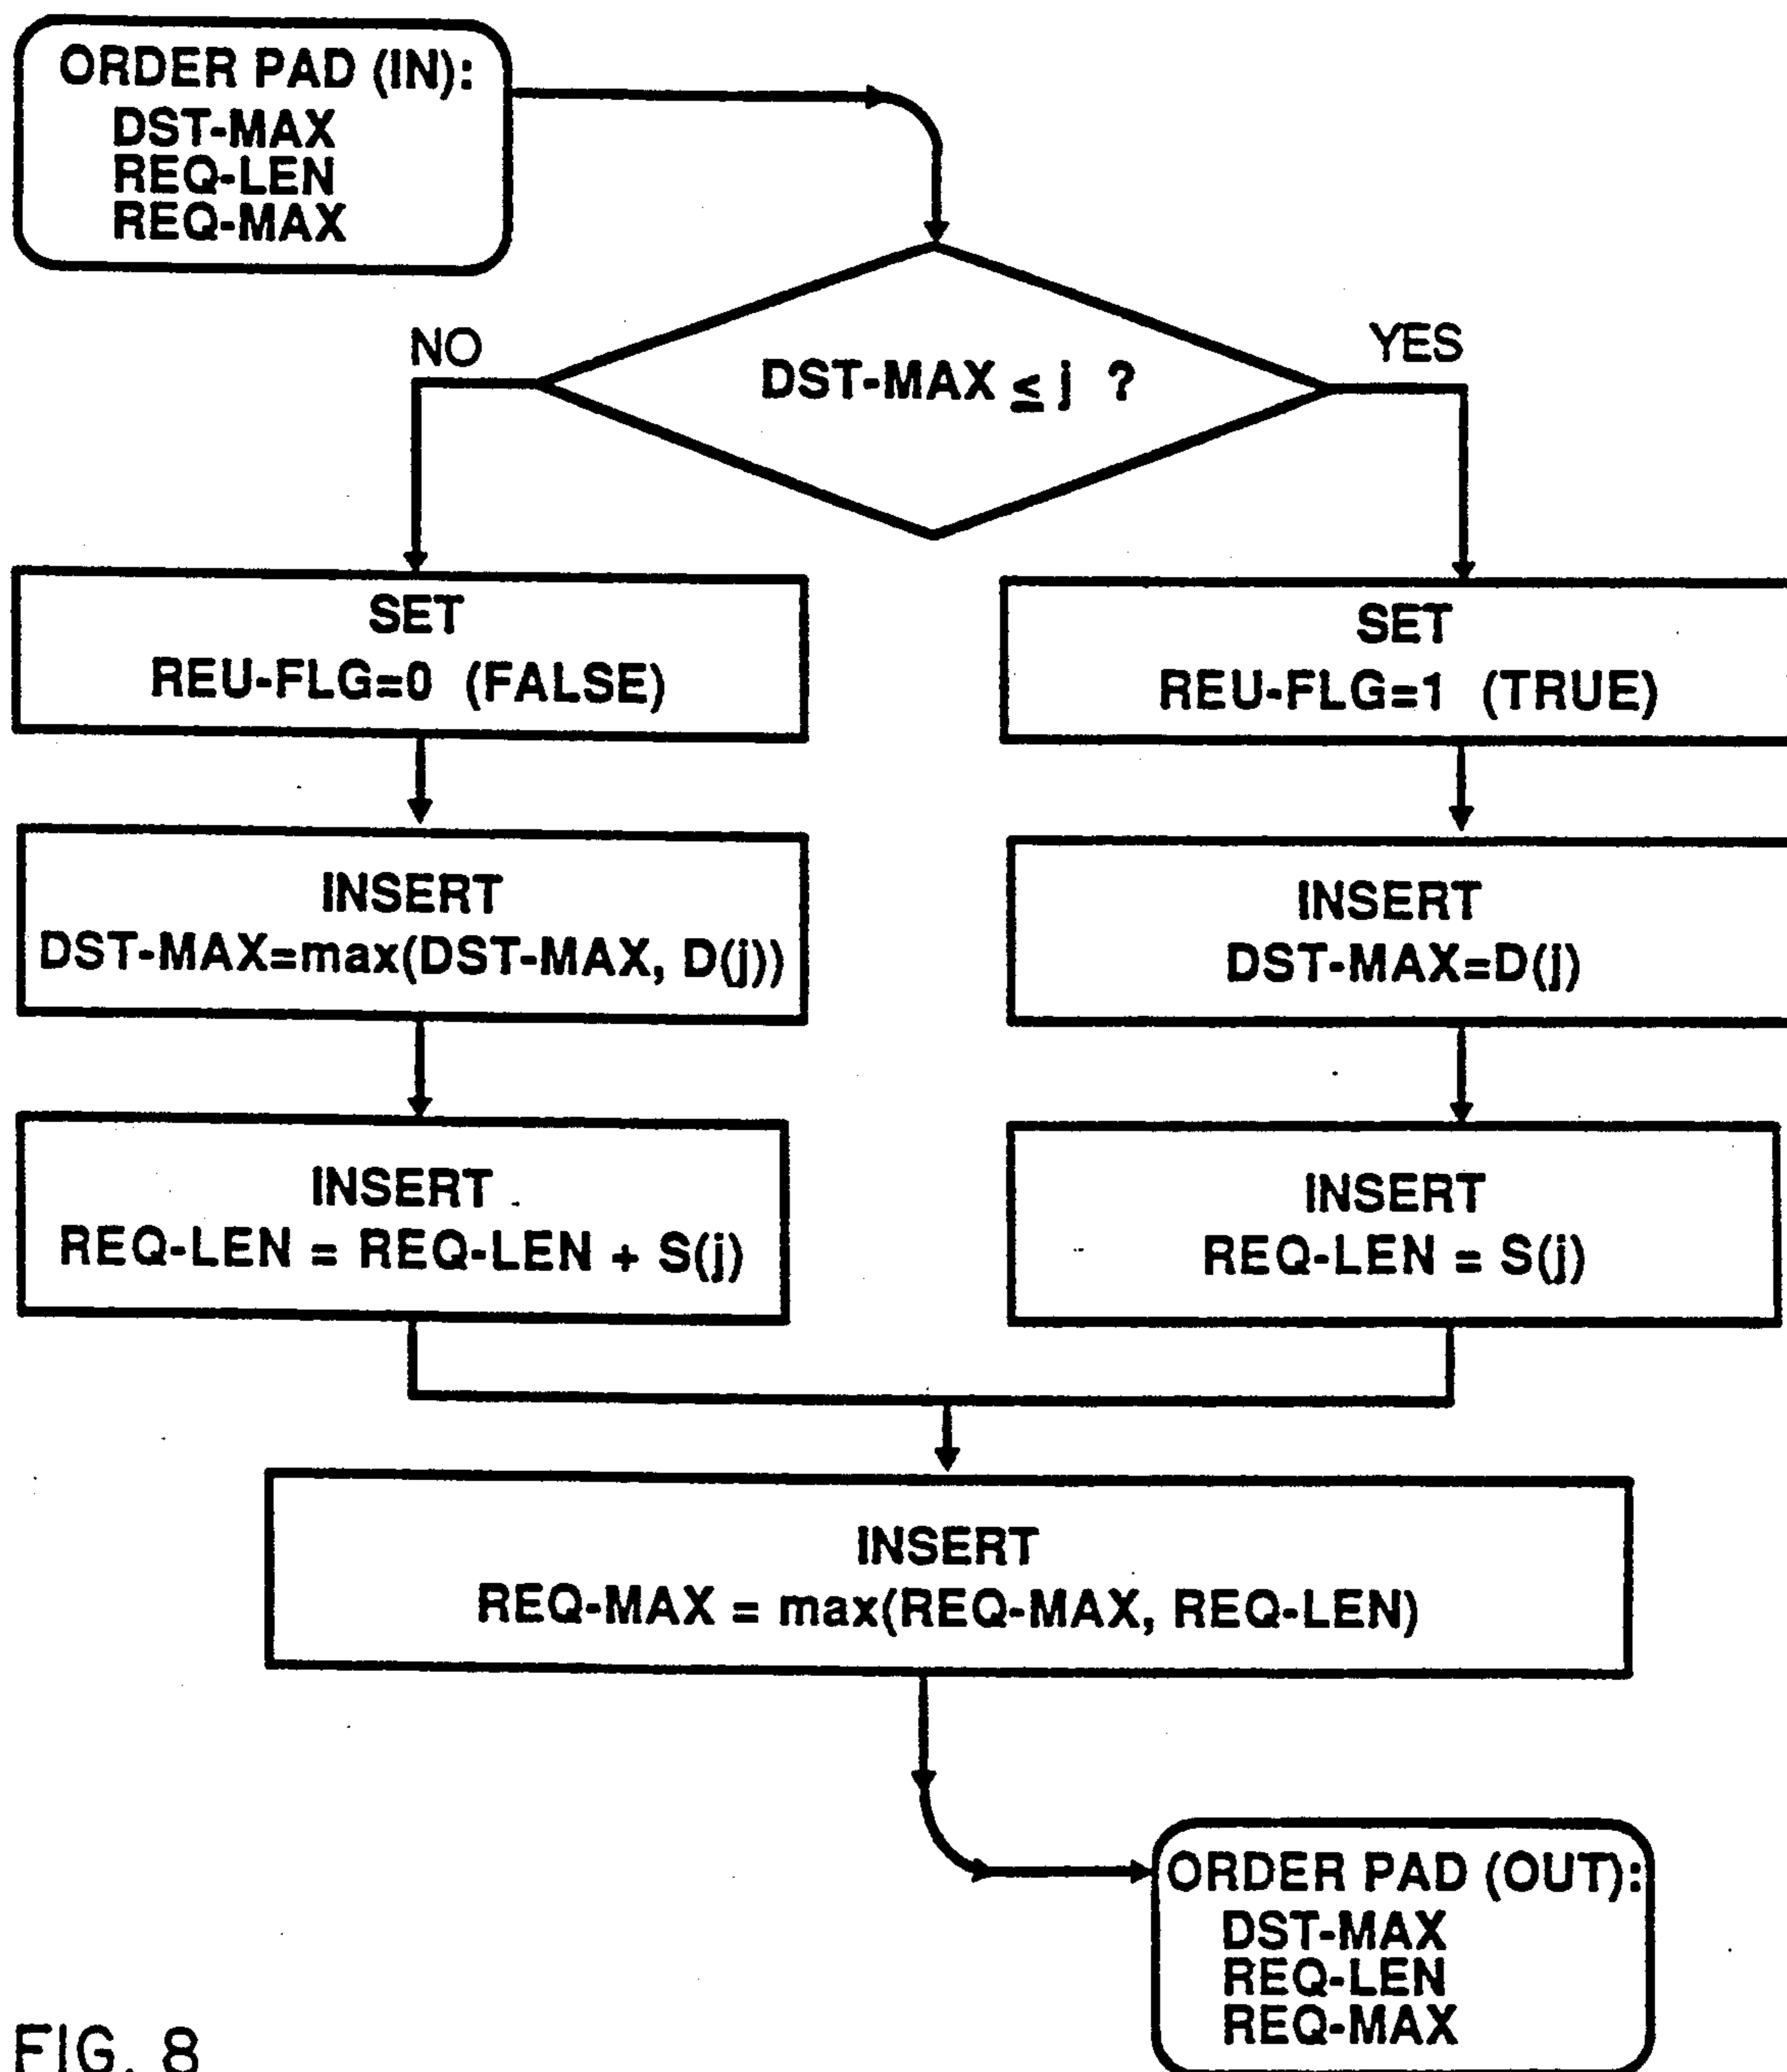 ORDER PAD (IN):
DST-MAX
REQ-LEN
REQ-MAX
NO
DST-MAX ≤ j ?
YES
SET
REU-FLG=0 (FALSE)
SET
REU-FLG=1 (TRUE)
INSERT
DST-MAX=max(DST-MAX, D(j))
INSERT
DST-MAX=D(j)
INSERT
REQ-LEN = REQ-LEN + S(j)
INSERT
REQ-LEN = S(j)
INSERT
REQ-MAX = max(REQ-MAX, REQ-LEN)
ORDER PAD (OUT):
DST-MAX
REQ-LEN
REQ-MAX
FIG. 8